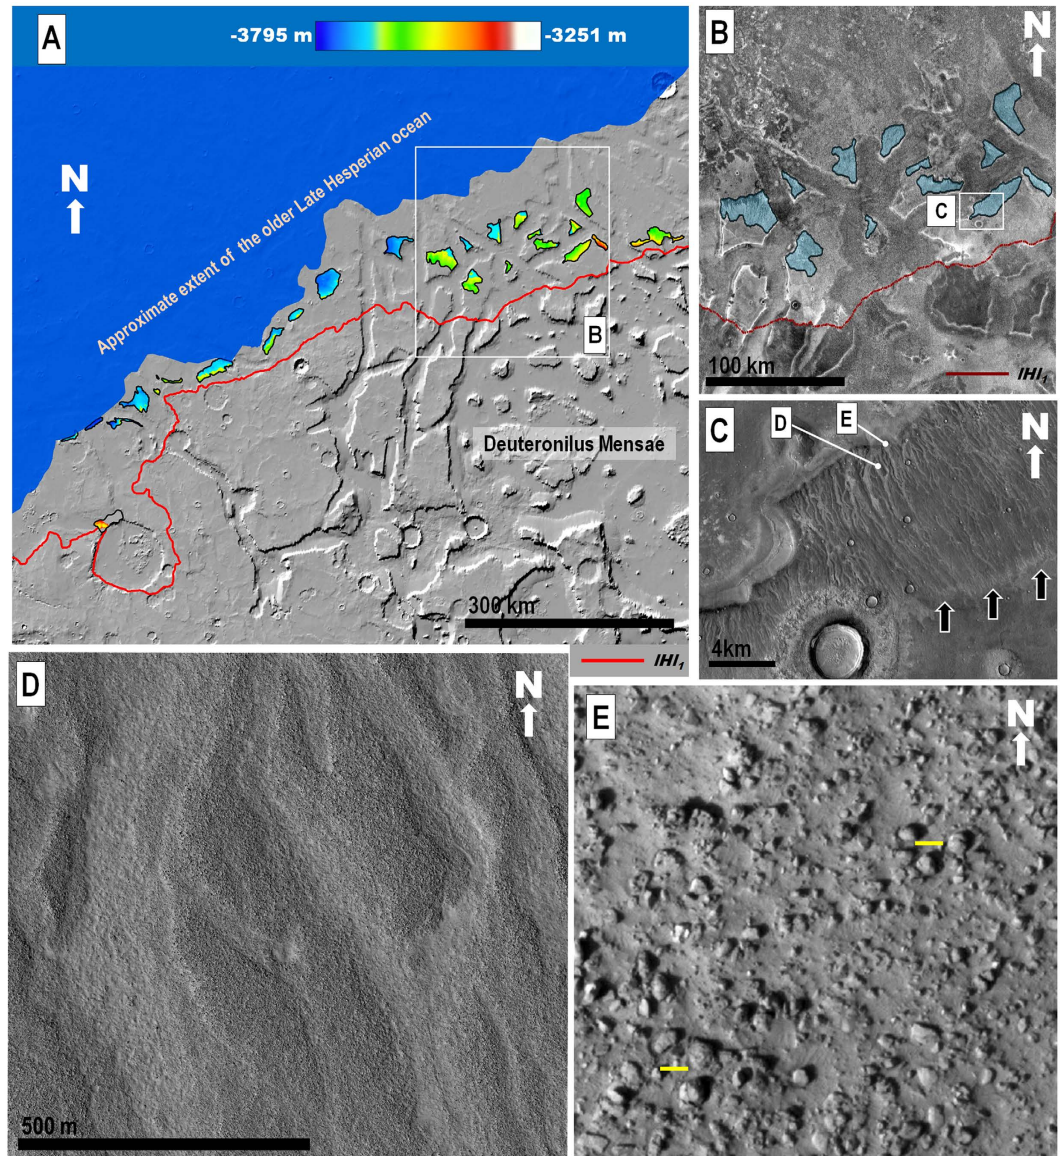 A
-3795 m
-3251 m
N
Approximate extent of the older Late Hesperian ocean
B
Deuteronilus Mensae
300 km
lHl1
B
N
C
100 km
lHl1
C
N
D
E
4km
D
N
500 m
E
N